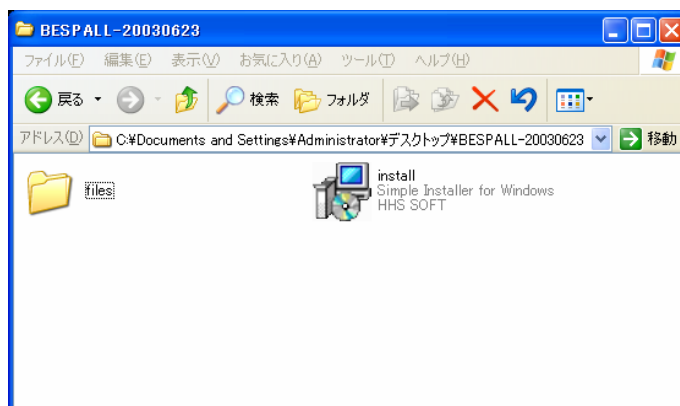 BESPALL-20030623
ファイル(F) 編集(E) 表示(V) お気に入り(A) ツール(T) ヘルプ(H)
戻る 検索 フォルダ
アドレス(D) C:¥Documents and Settings¥Administrator¥デスクトップ¥BESPALL-20030623 移動
files
install
Simple Installer for Windows
HHS SOFT